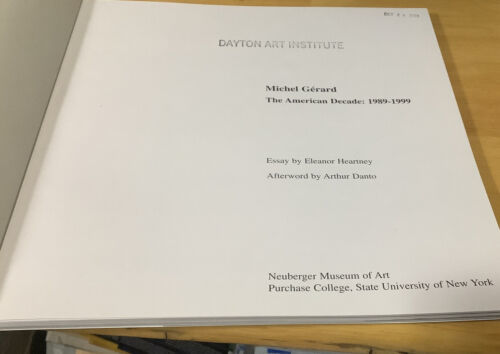 DAYTON ART INSTITUTE
Michel Gérard
The American Decade: 1989-1999
Essay by Eleanor Heartney
Afterword by Arthur Danto
Neuberger Museum of Art
Purchase College, State University of New York